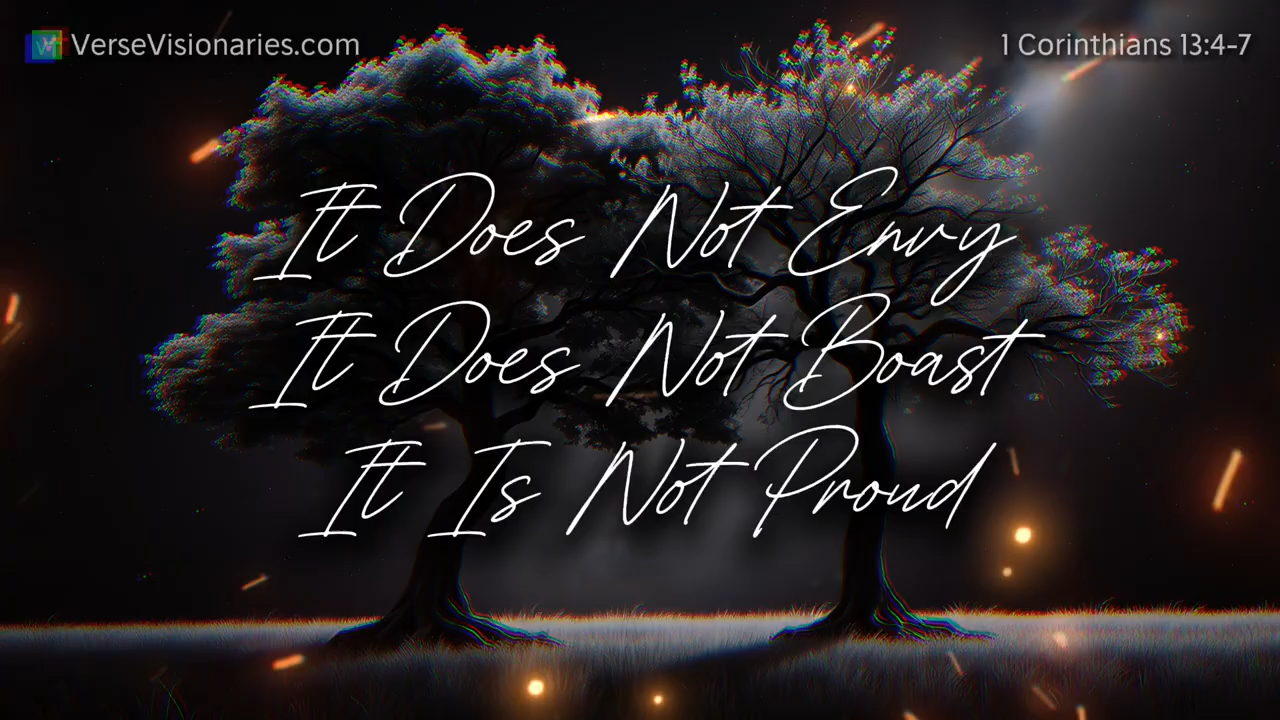 VerseVisionaries.com
1 Corinthians 13:4-7
It Does Not Envy
It Does Not Boast
It Is Not Proud